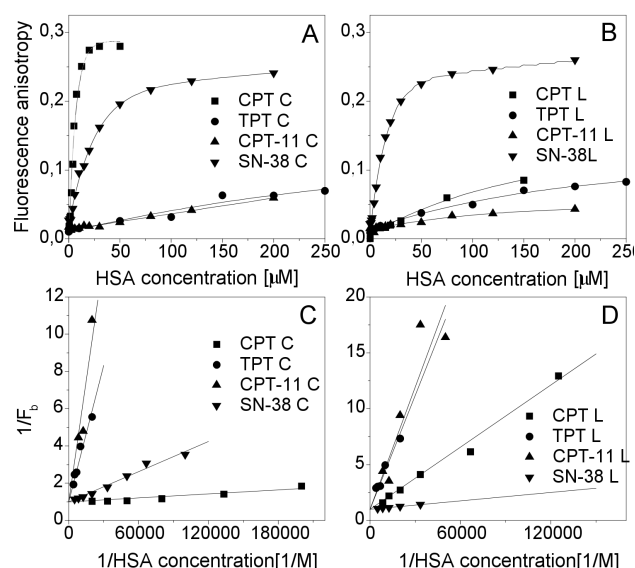 Fluorescence anisotropy
0.3
0.2
0.1
0.0
A
CPT C
TPT C
CPT-11 C
SN-38 C
0 50 100 150 200 250
HSA concentration [μM]
0.3
0.2
0.1
0.0
B
CPT L
TPT L
CPT-11 L
SN-38L
0 50 100 150 200 250
HSA concentration [μM]
1/Fb
12
10
8
6
4
2
0
C
CPT C
TPT C
CPT-11 C
SN-38 C
0 60000 120000 180000
1/HSA concentration[1/M]
20
15
10
5
0
D
CPT L
TPT L
CPT-11 L
SN-38 L
0 60000 120000
1/HSA concentration[1/M]